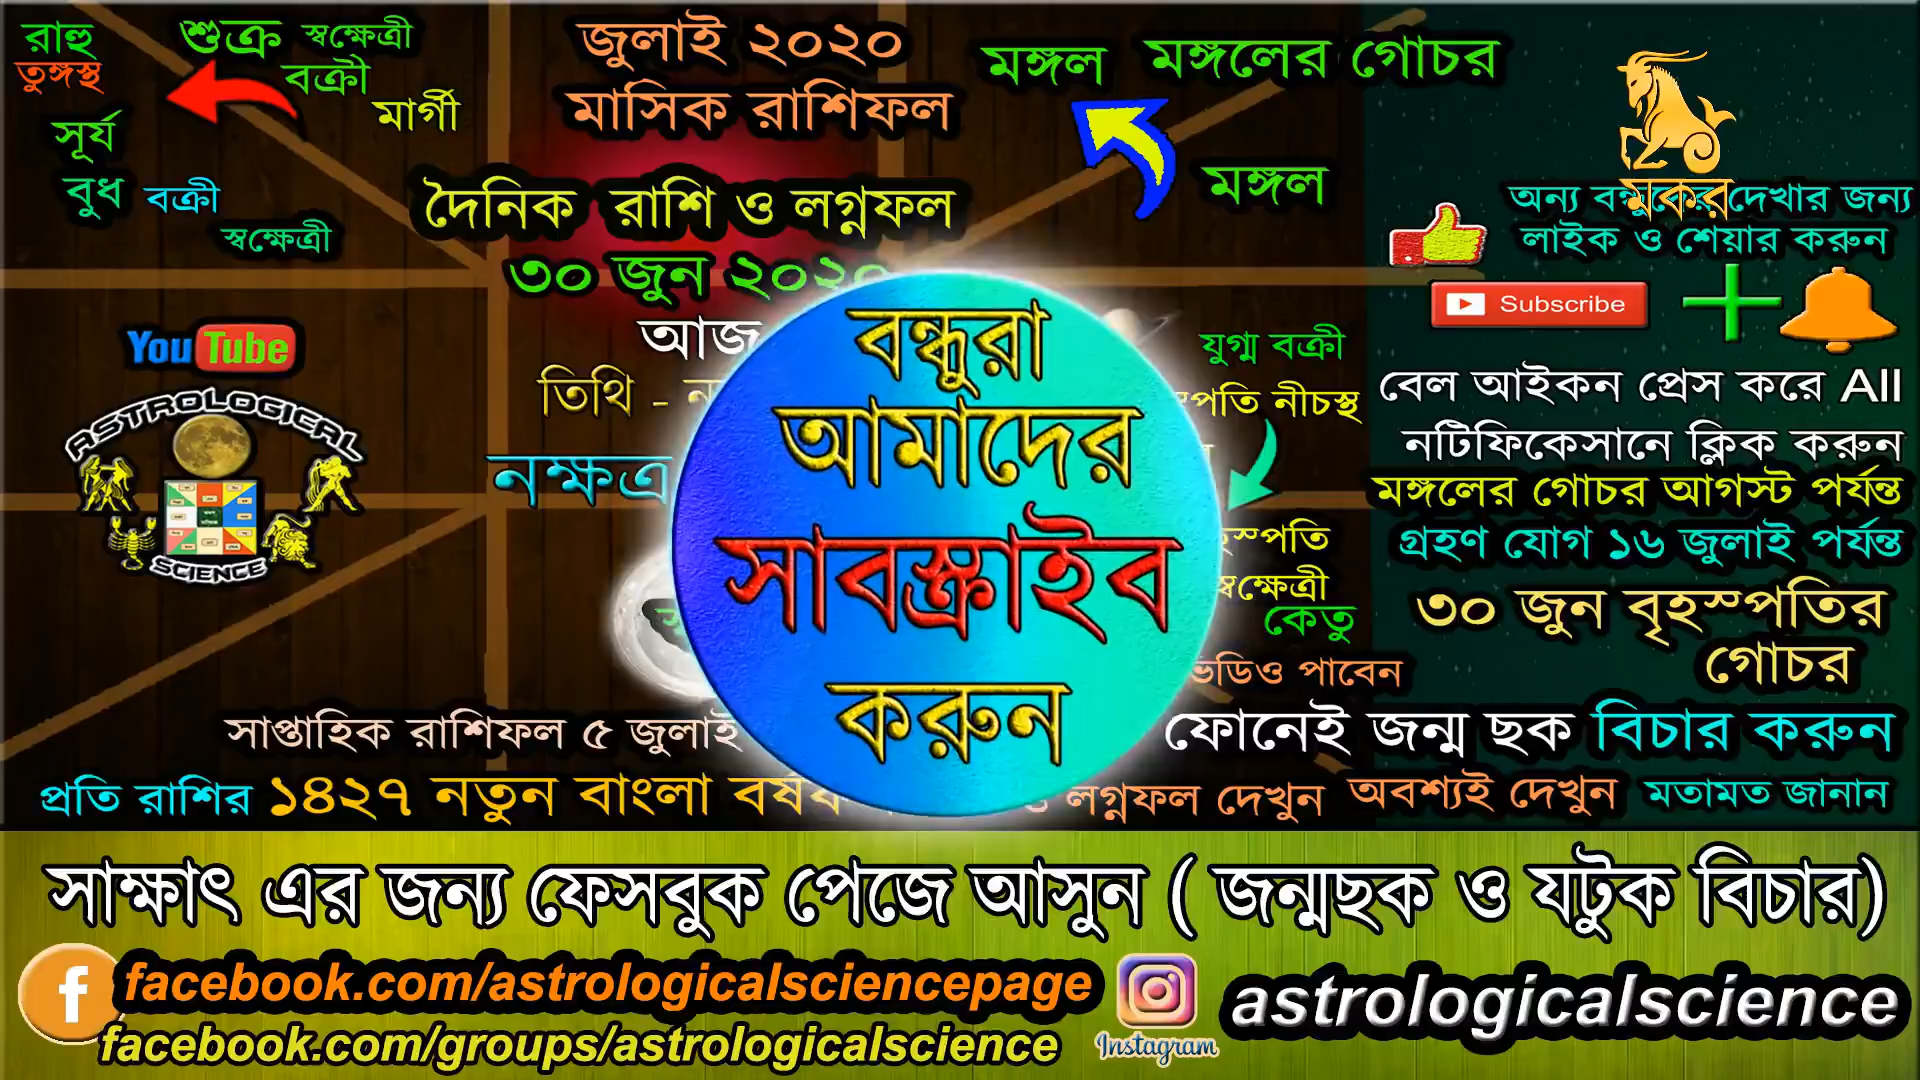 রাহু
তুঙ্গস্থ
শুক্র স্বক্ষেত্রী
বক্রী
মার্গী
সূর্য
বুধ বক্রী
স্বক্ষেত্রী
জুলাই ২০২০
মাসিক রাশিফল
মঙ্গল মঙ্গলের গোচর
মঙ্গল
দৈনিক রাশি ও লগ্নফল
৩০ জুন ২০২০
আজ
তিথি -
নক্ষত্র
মকর
অন্য বন্ধুকের দেখার জন্য
লাইক ও শেয়ার করুন
Subscribe
YouTube
ASTROLOGICAL
SCIENCE
বন্ধুরা
আমাদের
সাবস্ক্রাইব
করুন
যুগ্ম বক্রী
নীচস্থ
স্বক্ষেত্রী
কেতু
পাবেন
বেল আইকন প্রেস করে All
নটিফিকেসানে ক্লিক করুন
মঙ্গলের গোচর আগস্ট পর্যন্ত
গ্রহণ যোগ ১৬ জুলাই পর্যন্ত
৩০ জুন বৃহস্পতির
গোচর
সাপ্তাহিক রাশিফল ৫ জুলাই
ফোনেই জন্ম ছক বিচার করুন
প্রতি রাশির ১৪২৭ নতুন বাংলা
লগ্নফল দেখুন অবশ্যই দেখুন মতামত জানান
সাক্ষাৎ এর জন্য ফেসবুক পেজে আসুন ( জন্মছক ও যটুক বিচার)
facebook.com/astrologicalsciencepage
facebook.com/groups/astrologicalscience
Instagram
astrologicalscience